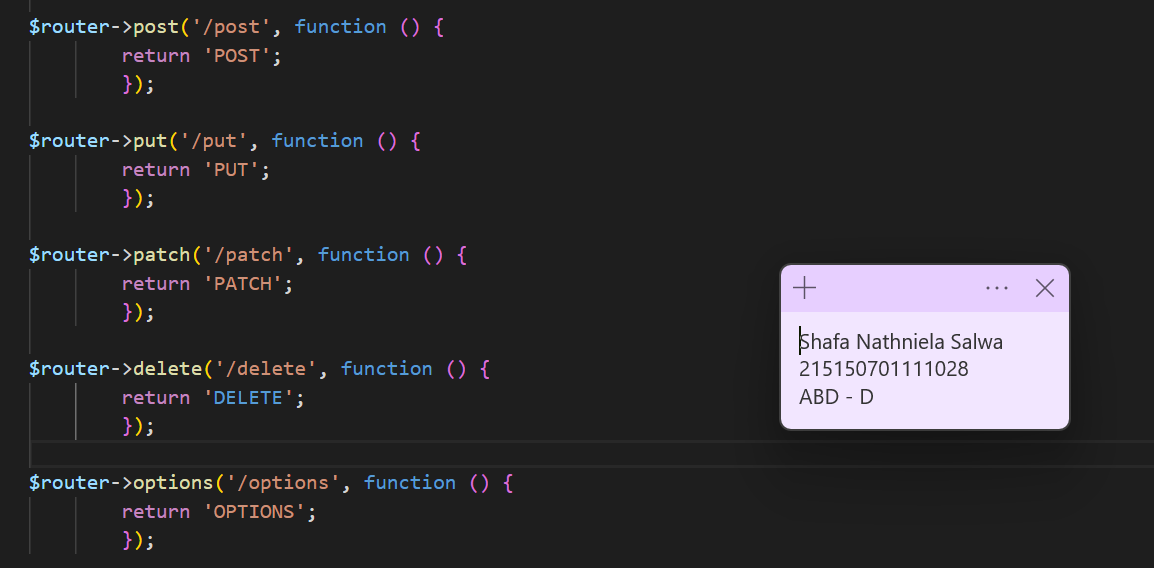 $router->post('/post', function () {
return 'POST';
});
$router->put('/put', function () {
return 'PUT';
});
$router->patch('/patch', function () {
return 'PATCH';
});
$router->delete('/delete', function () {
return 'DELETE';
});
$router->options('/options', function () {
return 'OPTIONS';
});
Shafa Nathniela Salwa
215150701111028
ABD - D